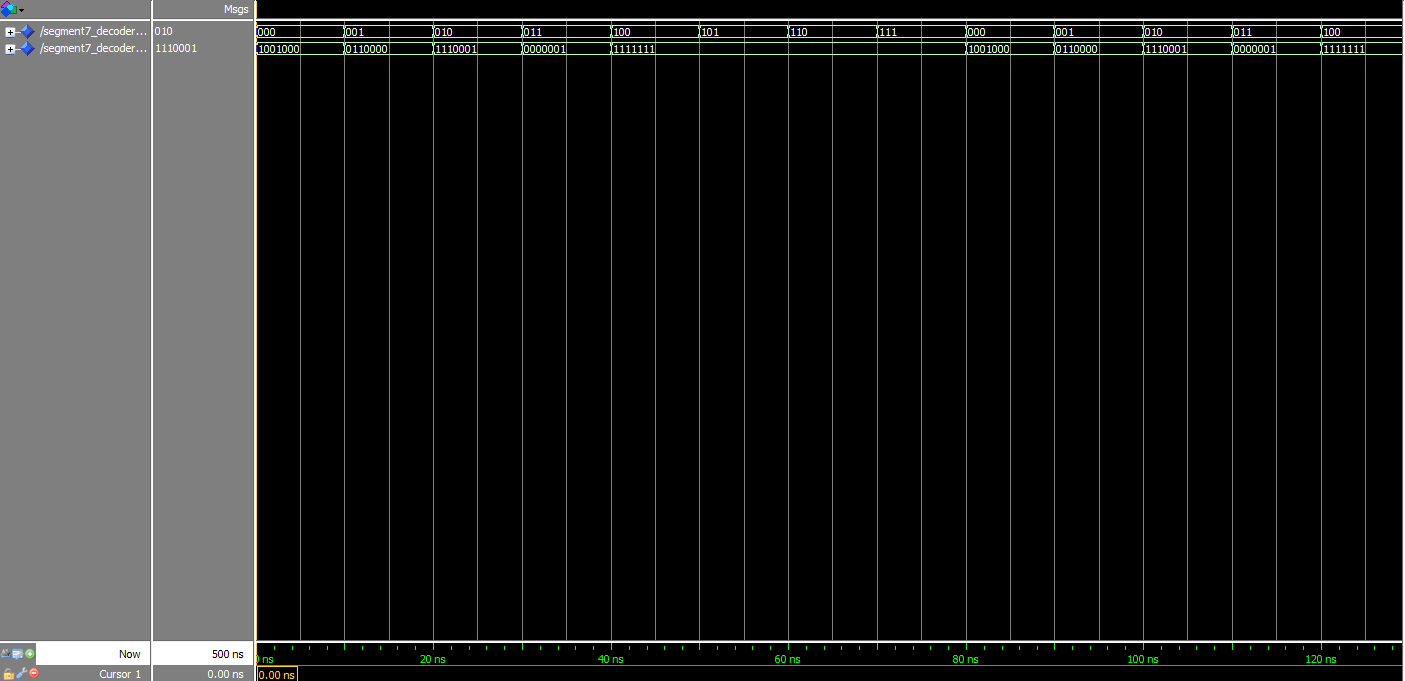 Msgs
/segment7_decoder... 010 000 001 010 011 100 101 110 111 000 001 010 011 100
/segment7_decoder... 1110001 1001000 0110000 1110001 0000001 1111111 1001000 0110000 1110001 0000001 1111111
Now 500 ns 0 ns 20 ns 40 ns 60 ns 80 ns 100 ns 120 ns
Cursor 1 0.00 ns 0.00 ns